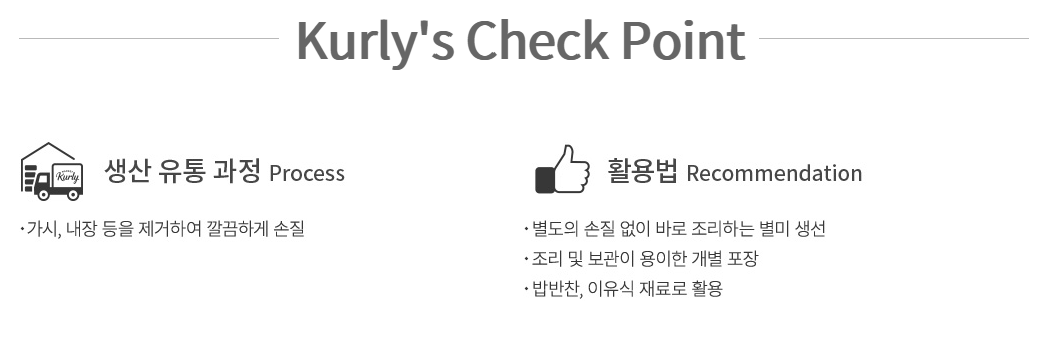 Kurly's Check Point
Kurly
생산 유통 과정 Process
·가시, 내장 등을 제거하여 깔끔하게 손질
활용법 Recommendation
·별도의 손질 없이 바로 조리하는 별미 생선
·조리 및 보관이 용이한 개별 포장
·밥반찬, 이유식 재료로 활용